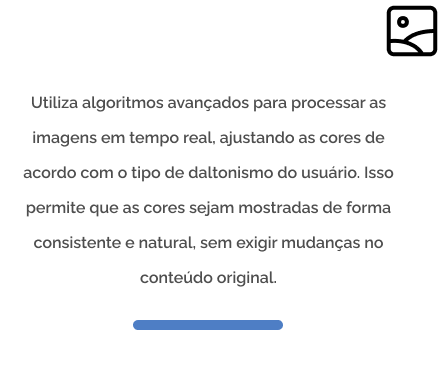 Utiliza algoritmos avançados para processar as
imagens em tempo real, ajustando as cores de
acordo com o tipo de daltonismo do usuário. Isso
permite que as cores sejam mostradas de forma
consistente e natural, sem exigir mudanças no
conteúdo original.